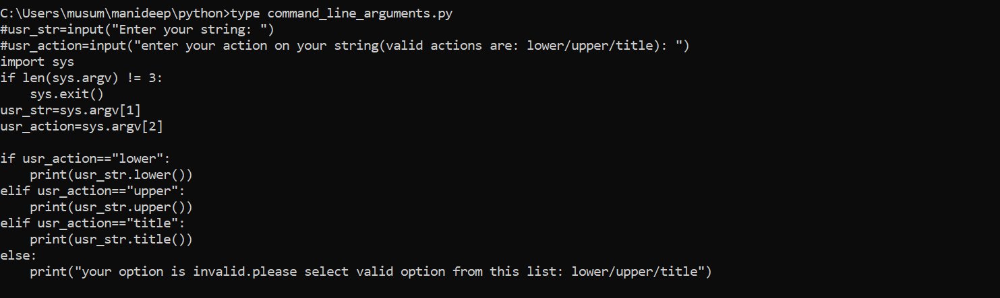 C:\Users\musum\manideep\python>type command_line_arguments.py
#usr_str=input("Enter your string: ")
#usr_action=input("enter your action on your string(valid actions are: lower/upper/title): ")
import sys
if len(sys.argv) != 3:
    sys.exit()
usr_str=sys.argv[1]
usr_action=sys.argv[2]

if usr_action=="lower":
    print(usr_str.lower())
elif usr_action=="upper":
    print(usr_str.upper())
elif usr_action=="title":
    print(usr_str.title())
else:
    print("your option is invalid.please select valid option from this list: lower/upper/title")